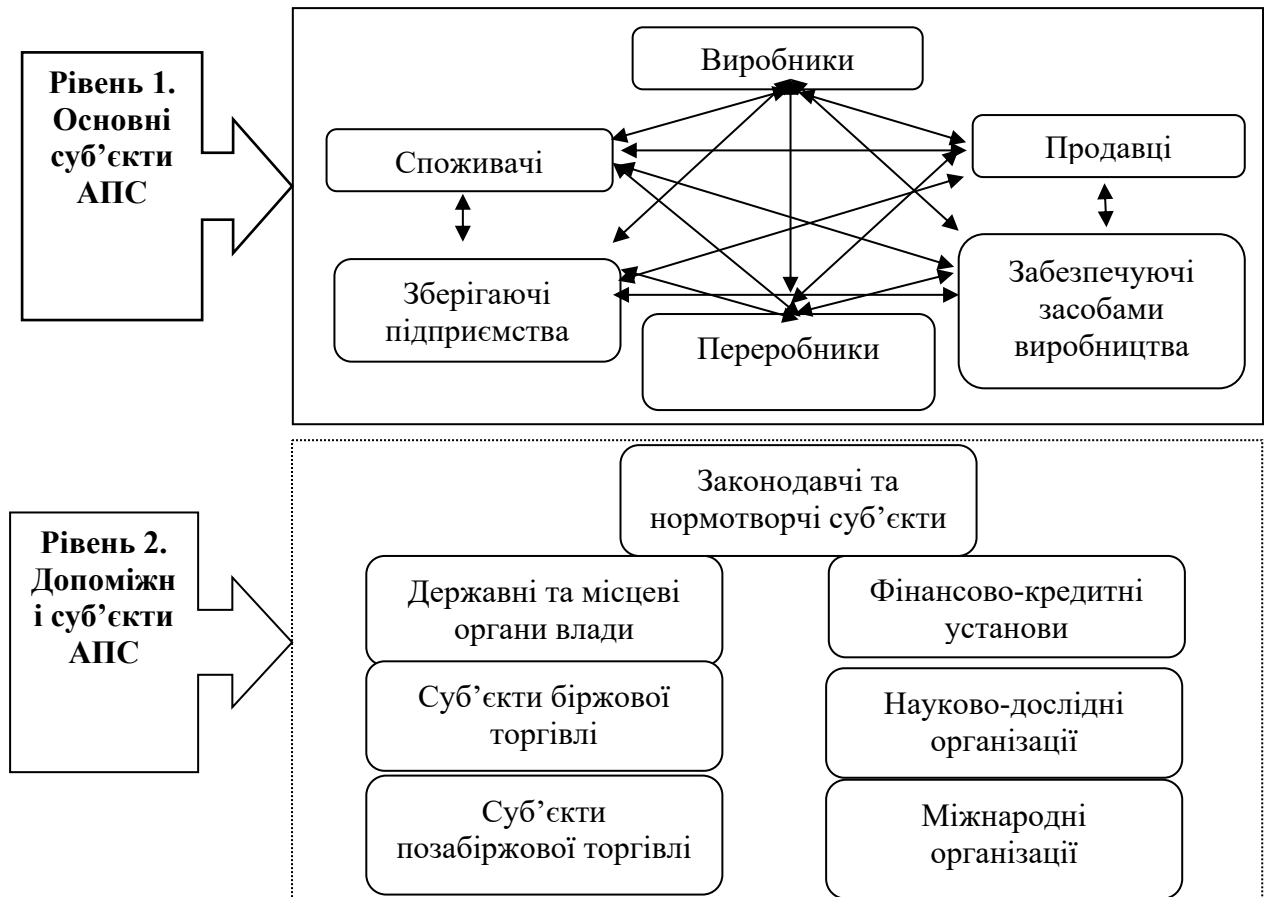 Рівень 1.
Основні
суб’єкти
АПС
Виробники
Споживачі
Продавці
Зберігаючі
підприємства
Переробники
Забезпечуючі
засобами
виробництва
Рівень 2.
Допоміжн
і суб’єкти
АПС
Законодавчі та
нормотворчі суб’єкти
Державні та місцеві
органи влади
Фінансово-кредитні
установи
Суб’єкти біржової
торгівлі
Науково-дослідні
організації
Суб’єкти
позабіржової торгівлі
Міжнародні
організації